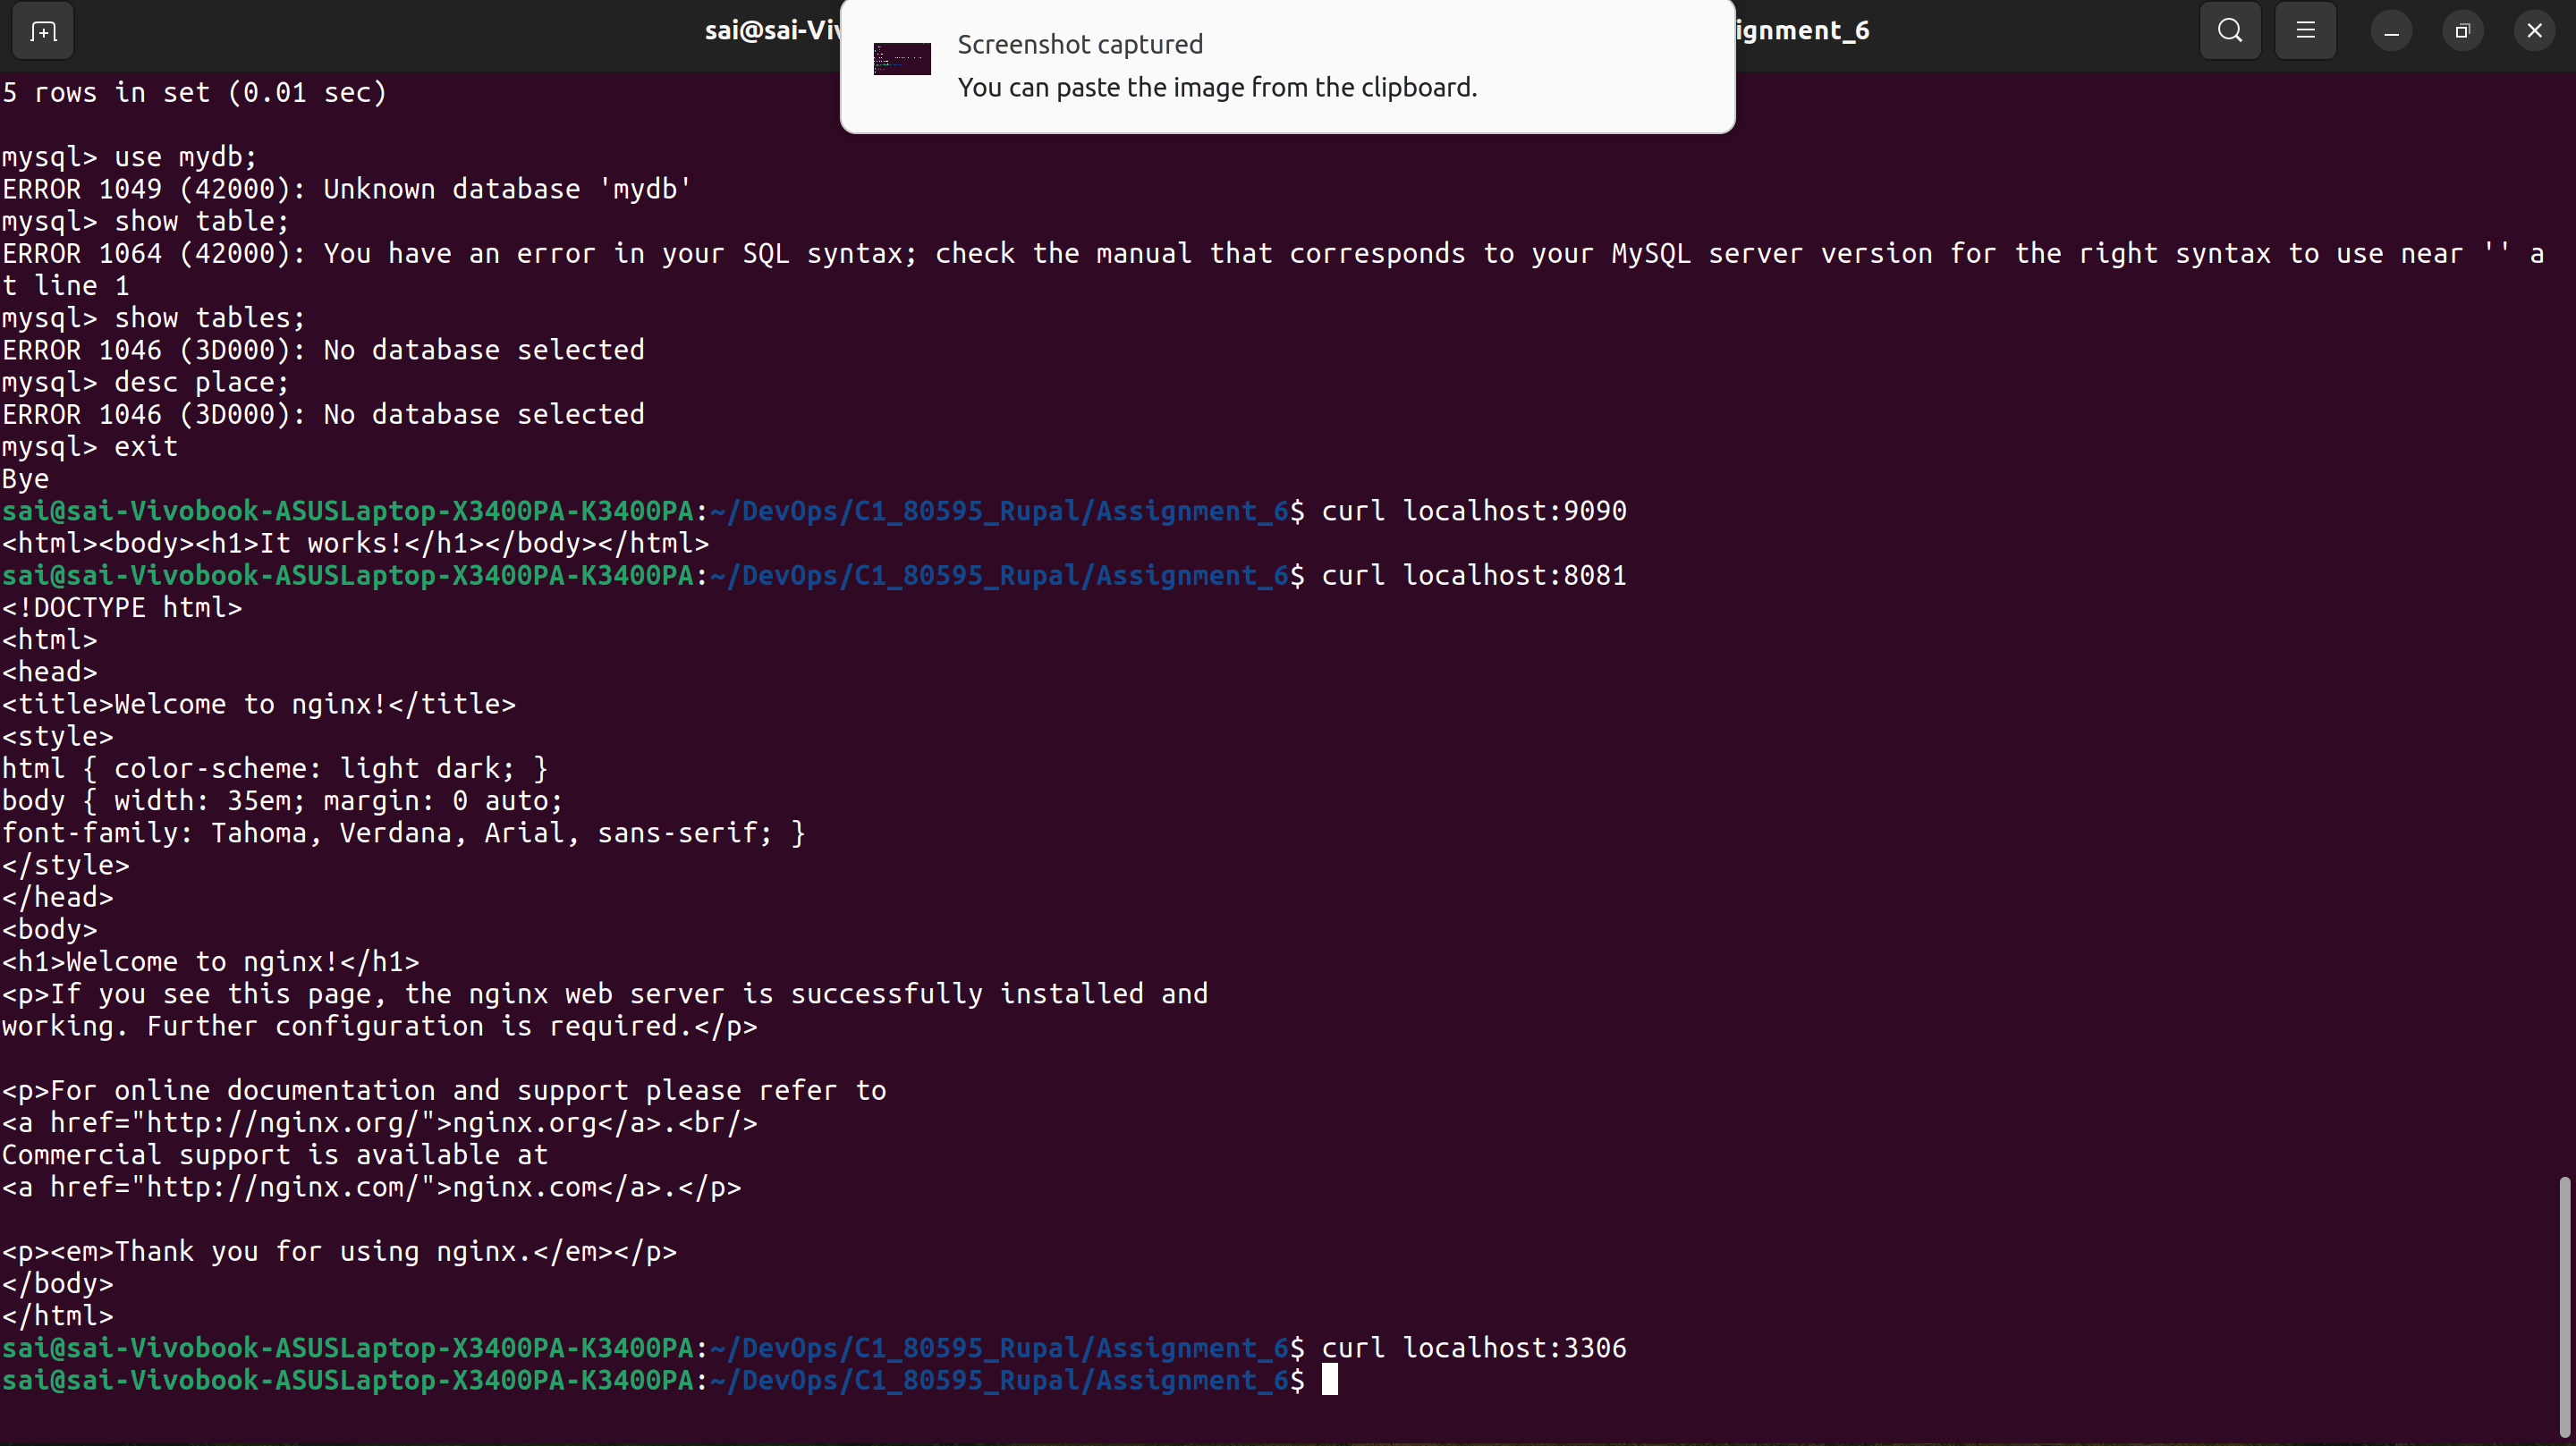 sai@sai-Viv
ignment_6
Screenshot captured
You can paste the image from the clipboard.
5 rows in set (0.01 sec)
mysql> use mydb;
ERROR 1049 (42000): Unknown database 'mydb'
mysql> show table;
ERROR 1064 (42000): You have an error in your SQL syntax; check the manual that corresponds to your MySQL server version for the right syntax to use near '' a
t line 1
mysql> show tables;
ERROR 1046 (3D000): No database selected
mysql> desc place;
ERROR 1046 (3D000): No database selected
mysql> exit
Bye
sai@sai-Vivobook-ASUSLaptop-X3400PA-K3400PA:~/DevOps/C1_80595_Rupal/Assignment_6$ curl localhost:9090
<html><body><h1>It works!</h1></body></html>
sai@sai-Vivobook-ASUSLaptop-X3400PA-K3400PA:~/DevOps/C1_80595_Rupal/Assignment_6$ curl localhost:8081
<!DOCTYPE html>
<html>
<head>
<title>Welcome to nginx!</title>
<style>
html { color-scheme: light dark; }
body { width: 35em; margin: 0 auto;
font-family: Tahoma, Verdana, Arial, sans-serif; }
</style>
</head>
<body>
<h1>Welcome to nginx!</h1>
<p>If you see this page, the nginx web server is successfully installed and
working. Further configuration is required.</p>
<p>For online documentation and support please refer to
<a href="http://nginx.org/">nginx.org</a>.<br/>
Commercial support is available at
<a href="http://nginx.com/">nginx.com</a>.</p>
<p><em>Thank you for using nginx.</em></p>
</body>
</html>
sai@sai-Vivobook-ASUSLaptop-X3400PA-K3400PA:~/DevOps/C1_80595_Rupal/Assignment_6$ curl localhost:3306
sai@sai-Vivobook-ASUSLaptop-X3400PA-K3400PA:~/DevOps/C1_80595_Rupal/Assignment_6$